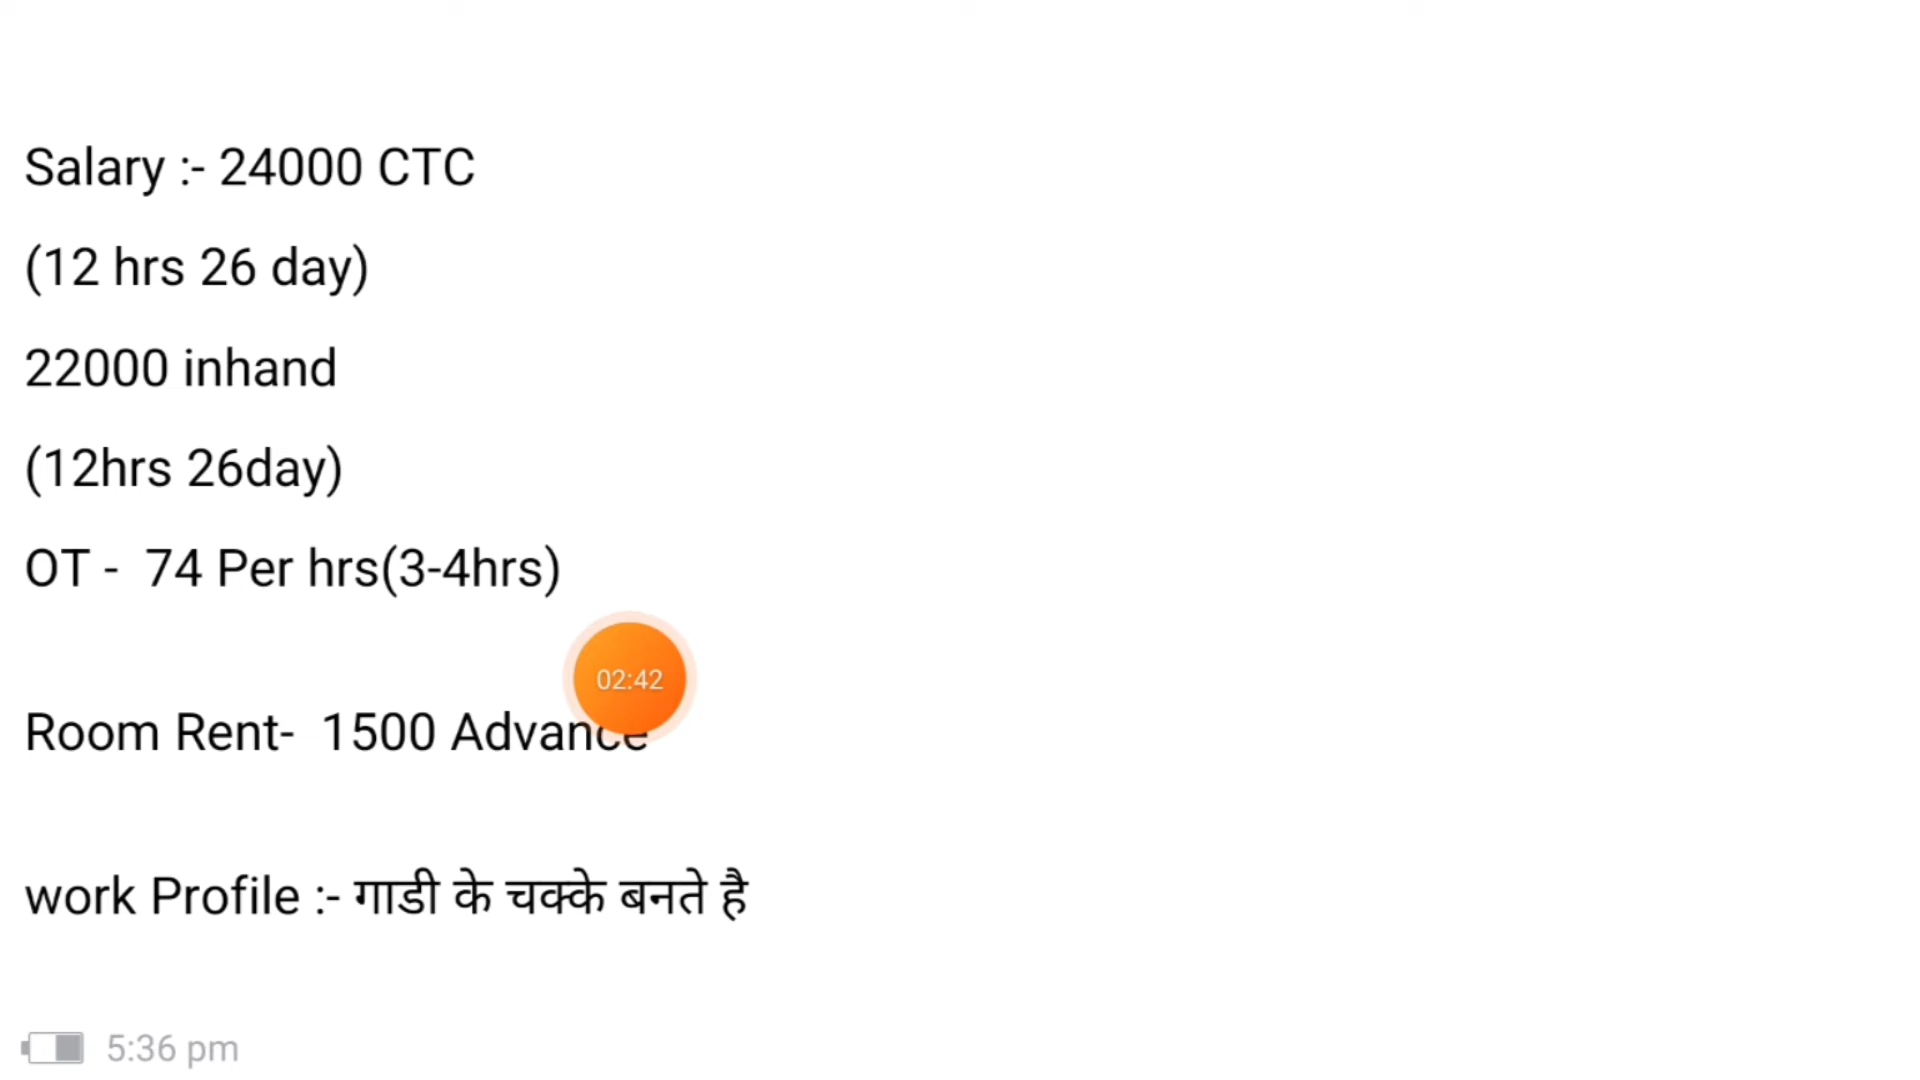 Salary :- 24000 CTC
(12 hrs 26 day)
22000 inhand
(12hrs 26day)
OT - 74 Per hrs(3-4hrs)
02:42
Room Rent- 1500 Advance
work Profile :- गाडी के चक्के बनते है
5:36 pm